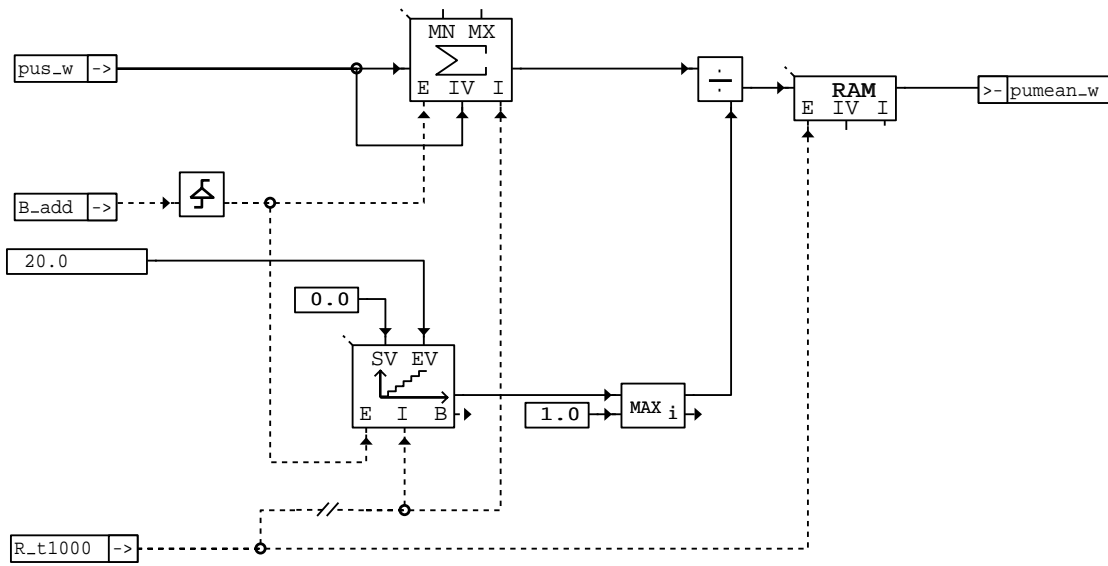 MN MX
pus_w ->
E IV I
÷
RAM
E IV I
>- pumean_w
B_add ->
20.0
0.0
SV EV
E I B
1.0
MAX i
//
R_t1000 ->